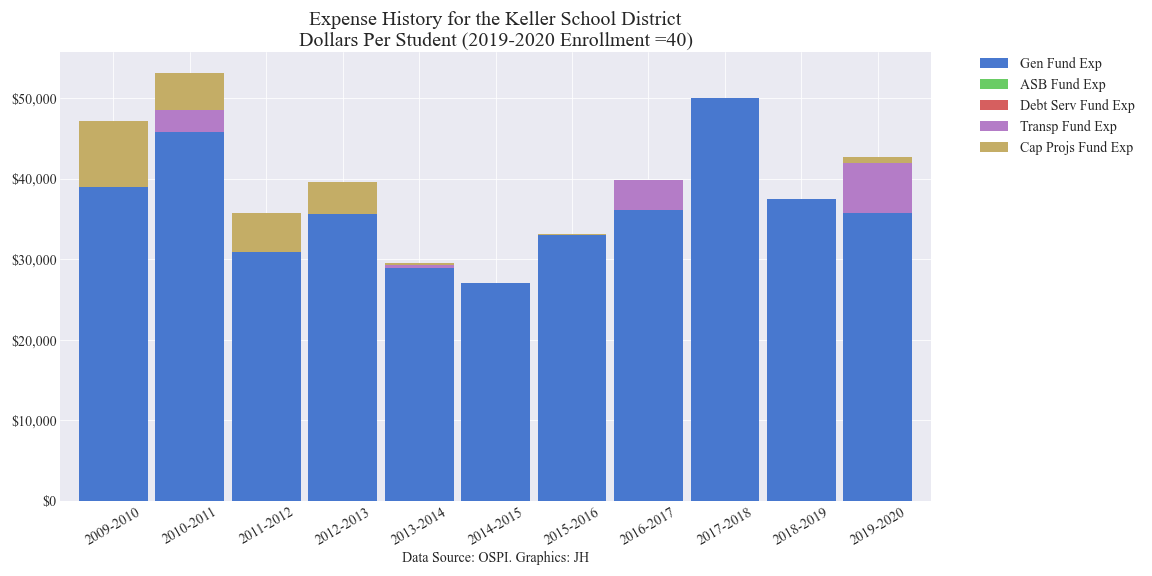 Expense History for the Keller School District
Dollars Per Student (2019-2020 Enrollment =40)
Gen Fund Exp
ASB Fund Exp
Debt Serv Fund Exp
Transp Fund Exp
Cap Projs Fund Exp
$50,000
$40,000
$30,000
$20,000
$10,000
$0
2009-2010
2010-2011
2011-2012
2012-2013
2013-2014
2014-2015
2015-2016
2016-2017
2017-2018
2018-2019
2019-2020
Data Source: OSPI. Graphics: JH